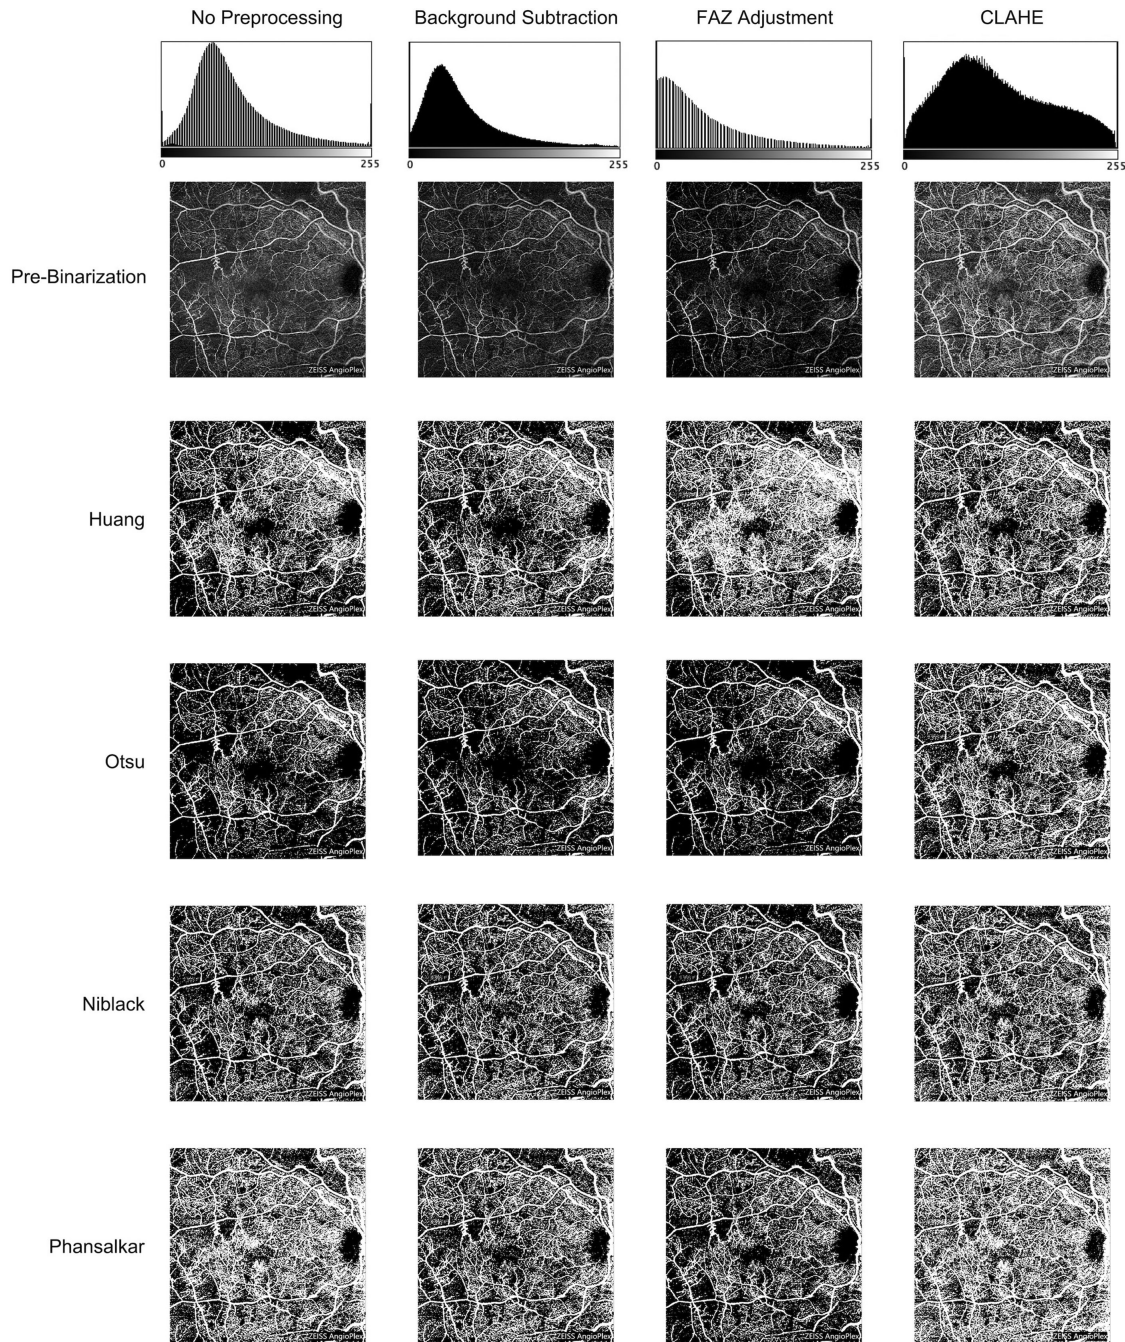 No Preprocessing Background Subtraction FAZ Adjustment CLAHE
0 255 0 255 0 255 0 255
Pre-Binarization
ZEISS AngioPlex ZEISS AngioPlex ZEISS AngioPlex ZEISS AngioPlex
Huang
ZEISS AngioPlex ZEISS AngioPlex ZEISS AngioPlex ZEISS AngioPlex
Otsu
ZEISS AngioPlex ZEISS AngioPlex ZEISS AngioPlex ZEISS AngioPlex
Niblack
ZEISS AngioPlex ZEISS AngioPlex ZEISS AngioPlex ZEISS AngioPlex
Phansalkar
ZEISS AngioPlex ZEISS AngioPlex ZEISS AngioPlex ZEISS AngioPlex